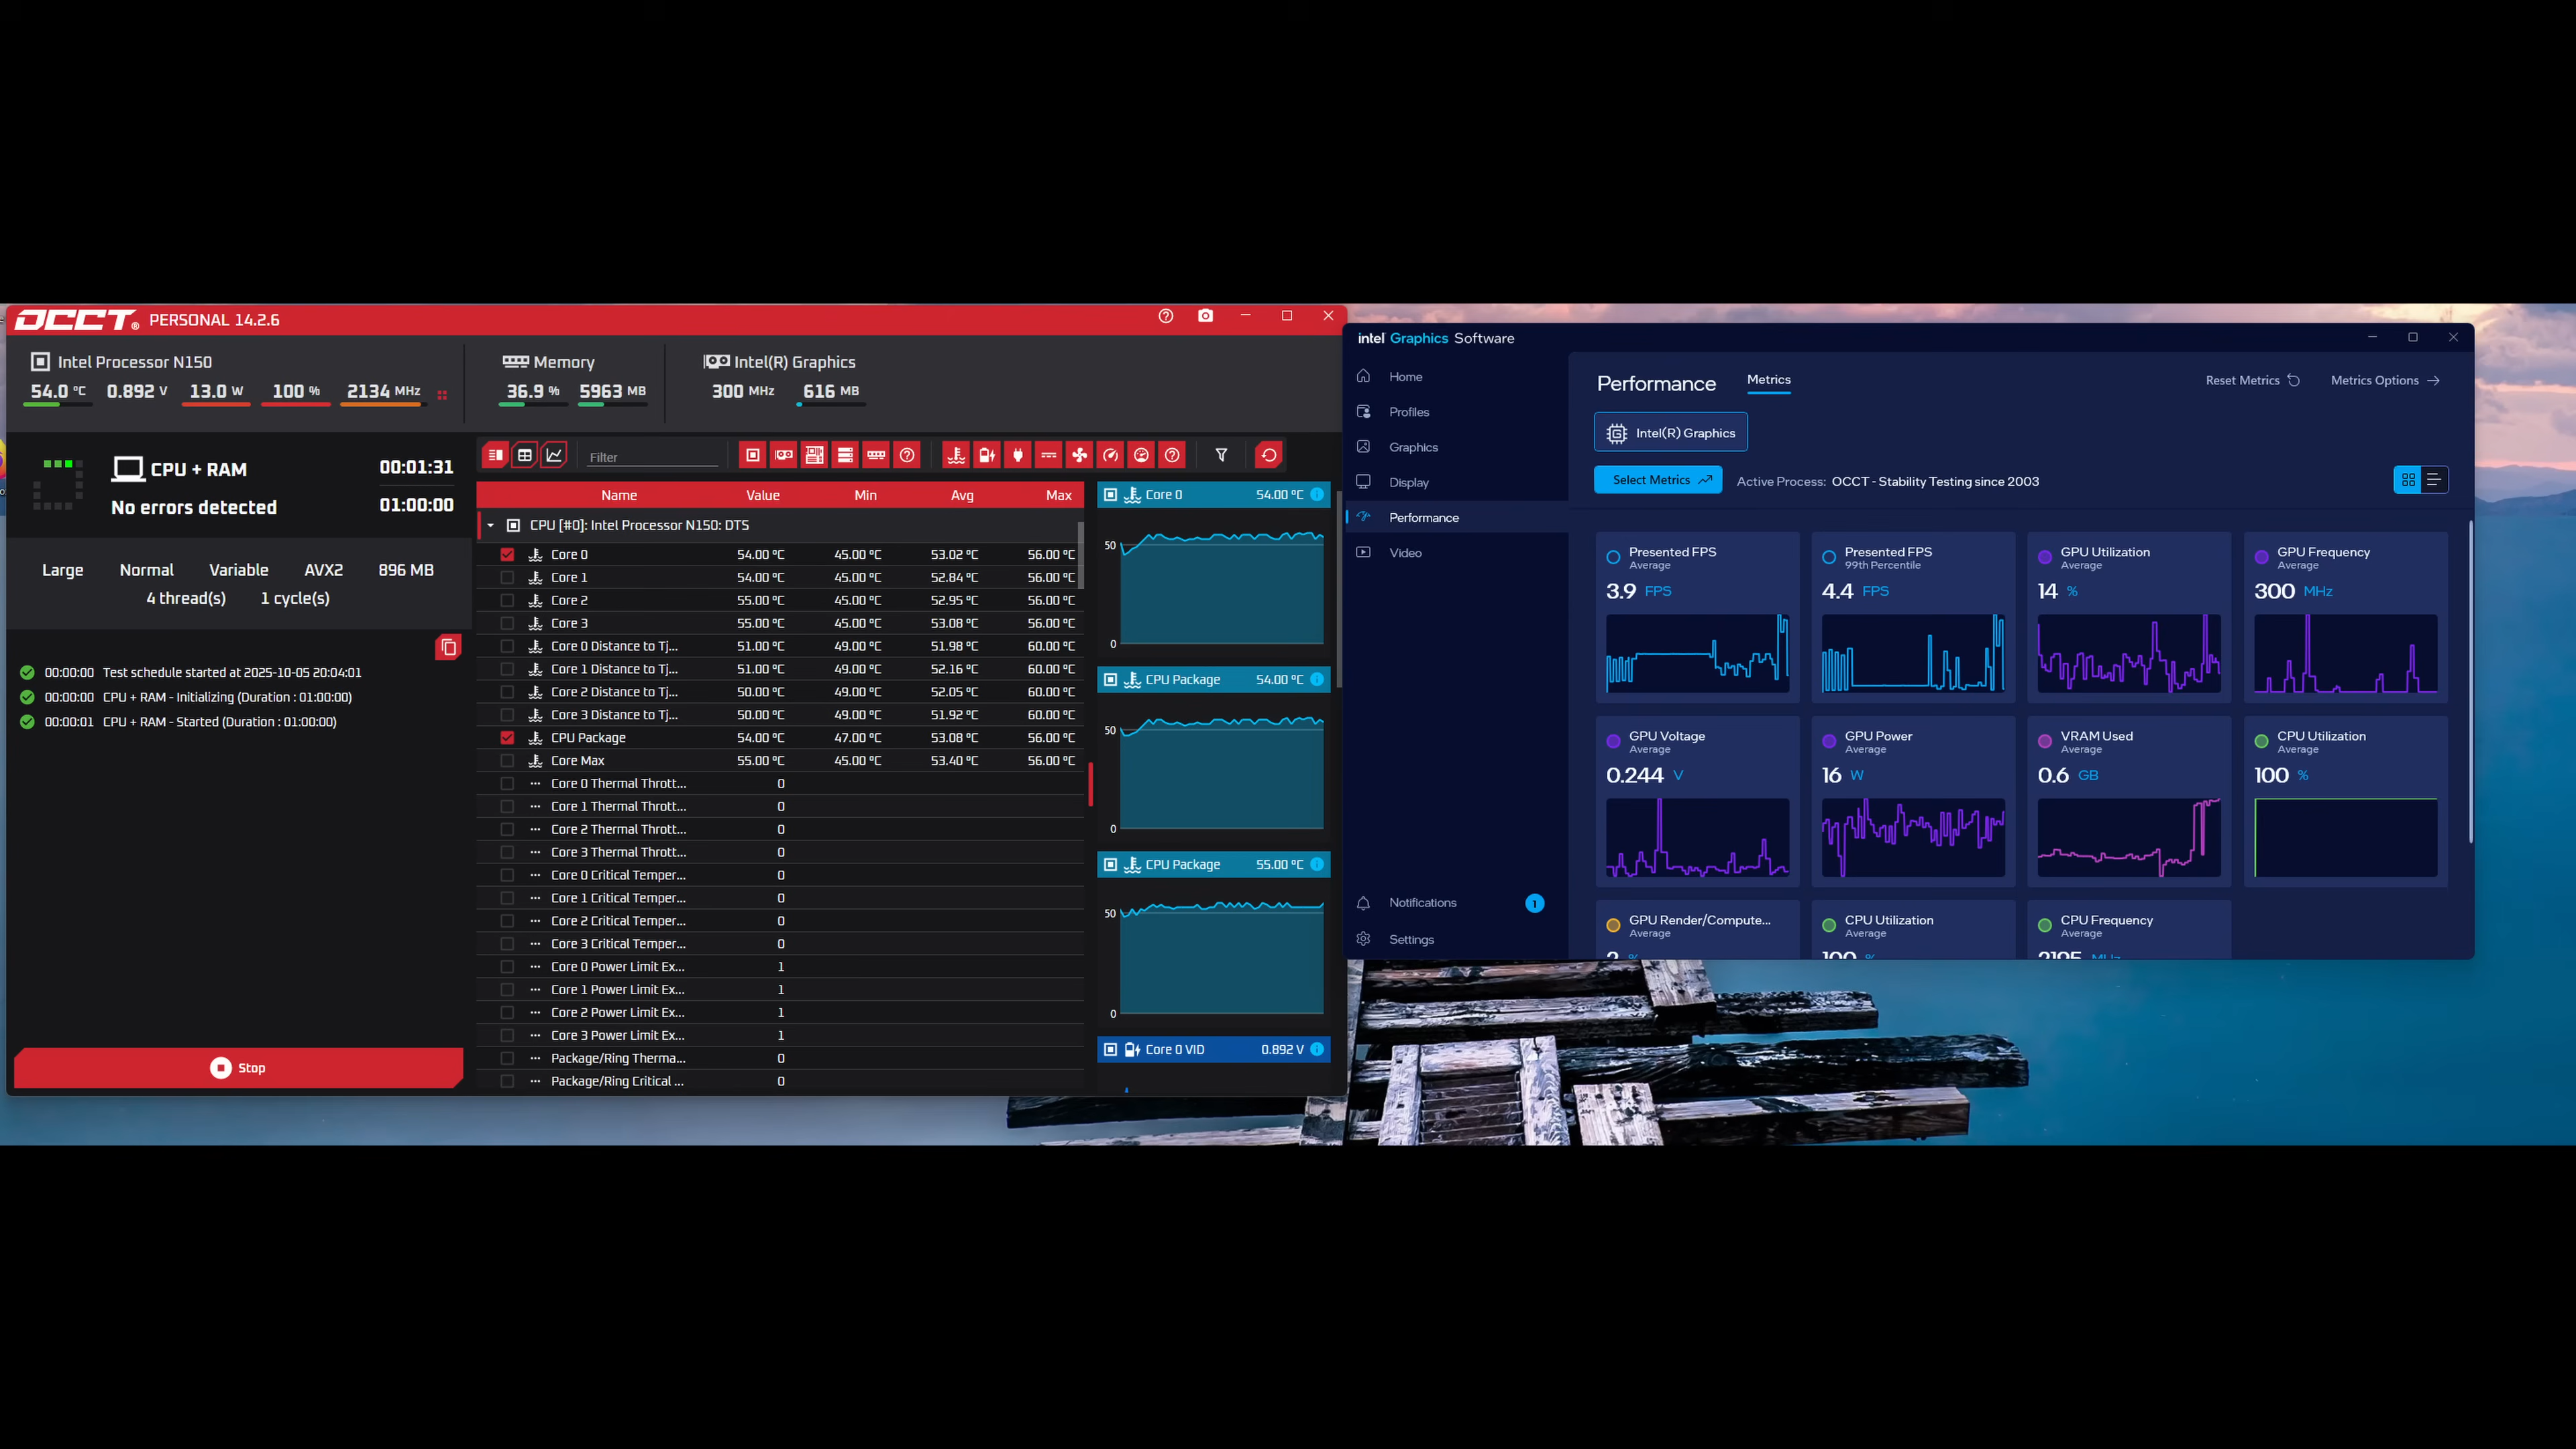 OCCT® PERSONAL 14.2.6
Intel Processor N150
54.0 °C 0.892 V 13.0 W 100 % 2134 MHz
Memory
36.9 % 5963 MB
Intel(R) Graphics
300 MHz 616 MB
CPU + RAM
No errors detected
00:01:31
01:00:00
Large Normal Variable AVX2 896 MB
4 thread(s) 1 cycle(s)
00:00:00 Test schedule started at 2025-10-05 20:04:01
00:00:00 CPU + RAM - Initializing (Duration : 01:00:00)
00:00:01 CPU + RAM - Started (Duration : 01:00:00)
Stop
Filter
Name Value Min Avg Max
CPU [#0]: Intel Processor N150: DTS
Core 0 54.00 °C 45.00 °C 53.02 °C 56.00 °C
Core 1 54.00 °C 45.00 °C 52.84 °C 56.00 °C
Core 2 55.00 °C 45.00 °C 52.95 °C 56.00 °C
Core 3 55.00 °C 45.00 °C 53.08 °C 56.00 °C
Core 0 Distance to Tj... 51.00 °C 49.00 °C 51.98 °C 60.00 °C
Core 1 Distance to Tj... 51.00 °C 49.00 °C 52.16 °C 60.00 °C
Core 2 Distance to Tj... 50.00 °C 49.00 °C 52.05 °C 60.00 °C
Core 3 Distance to Tj... 50.00 °C 49.00 °C 51.92 °C 60.00 °C
CPU Package 54.00 °C 47.00 °C 53.08 °C 56.00 °C
Core Max 55.00 °C 45.00 °C 53.40 °C 56.00 °C
Core 0 Thermal Thrott... 0
Core 1 Thermal Thrott... 0
Core 2 Thermal Thrott... 0
Core 3 Thermal Thrott... 0
Core 0 Critical Temper... 0
Core 1 Critical Temper... 0
Core 2 Critical Temper... 0
Core 3 Critical Temper... 0
Core 0 Power Limit Ex... 1
Core 1 Power Limit Ex... 1
Core 2 Power Limit Ex... 1
Core 3 Power Limit Ex... 1
Package/Ring Therma... 0
Package/Ring Critical ... 0
Core 0 54.00 °C
50
0
CPU Package 54.00 °C
50
0
CPU Package 55.00 °C
50
0
Core 0 VID 0.892 V
intel Graphics Software
Home
Profiles
Graphics
Display
Performance
Video
Notifications 1
Settings
Performance Metrics
Reset Metrics Metrics Options
Intel(R) Graphics
Select Metrics Active Process: OCCT - Stability Testing since 2003
Presented FPS
Average
3.9 FPS
Presented FPS
99th Percentile
4.4 FPS
GPU Utilization
Average
14 %
GPU Frequency
Average
300 MHz
GPU Voltage
Average
0.244 V
GPU Power
Average
16 W
VRAM Used
Average
0.6 GB
CPU Utilization
Average
100 %
GPU Render/Compute...
Average
2 %
CPU Utilization
Average
100 %
CPU Frequency
Average
MHz